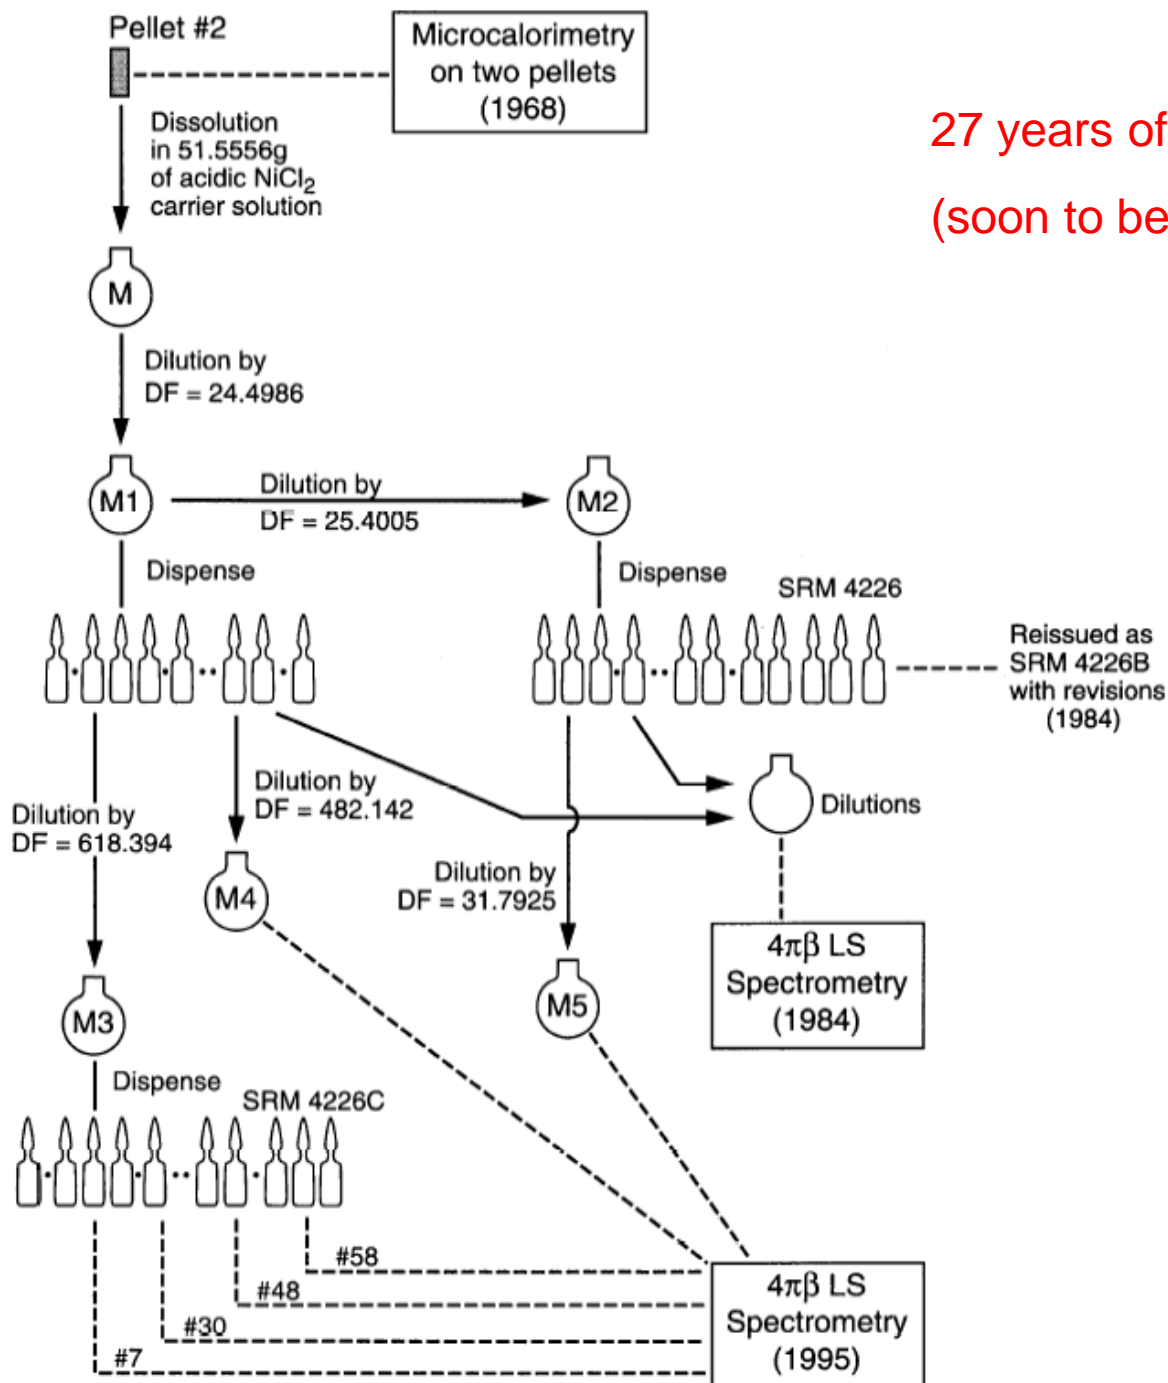 Pellet #2
Microcalorimetry
on two pellets
(1968)
27 years of
(soon to be
Dissolution
in 51.5556g
of acidic NiCl₂
carrier solution
M
Dilution by
DF = 24.4986
M1
Dilution by
DF = 25.4005
M2
Dispense
Dispense
SRM 4226
Reissued as
SRM 4226B
with revisions
(1984)
Dilution by
DF = 618.394
Dilution by
DF = 482.142
Dilutions
M4
Dilution by
DF = 31.7925
4πβ LS
Spectrometry
(1984)
M3
M5
Dispense
SRM 4226C
#58
#48
#30
#7
4πβ LS
Spectrometry
(1995)